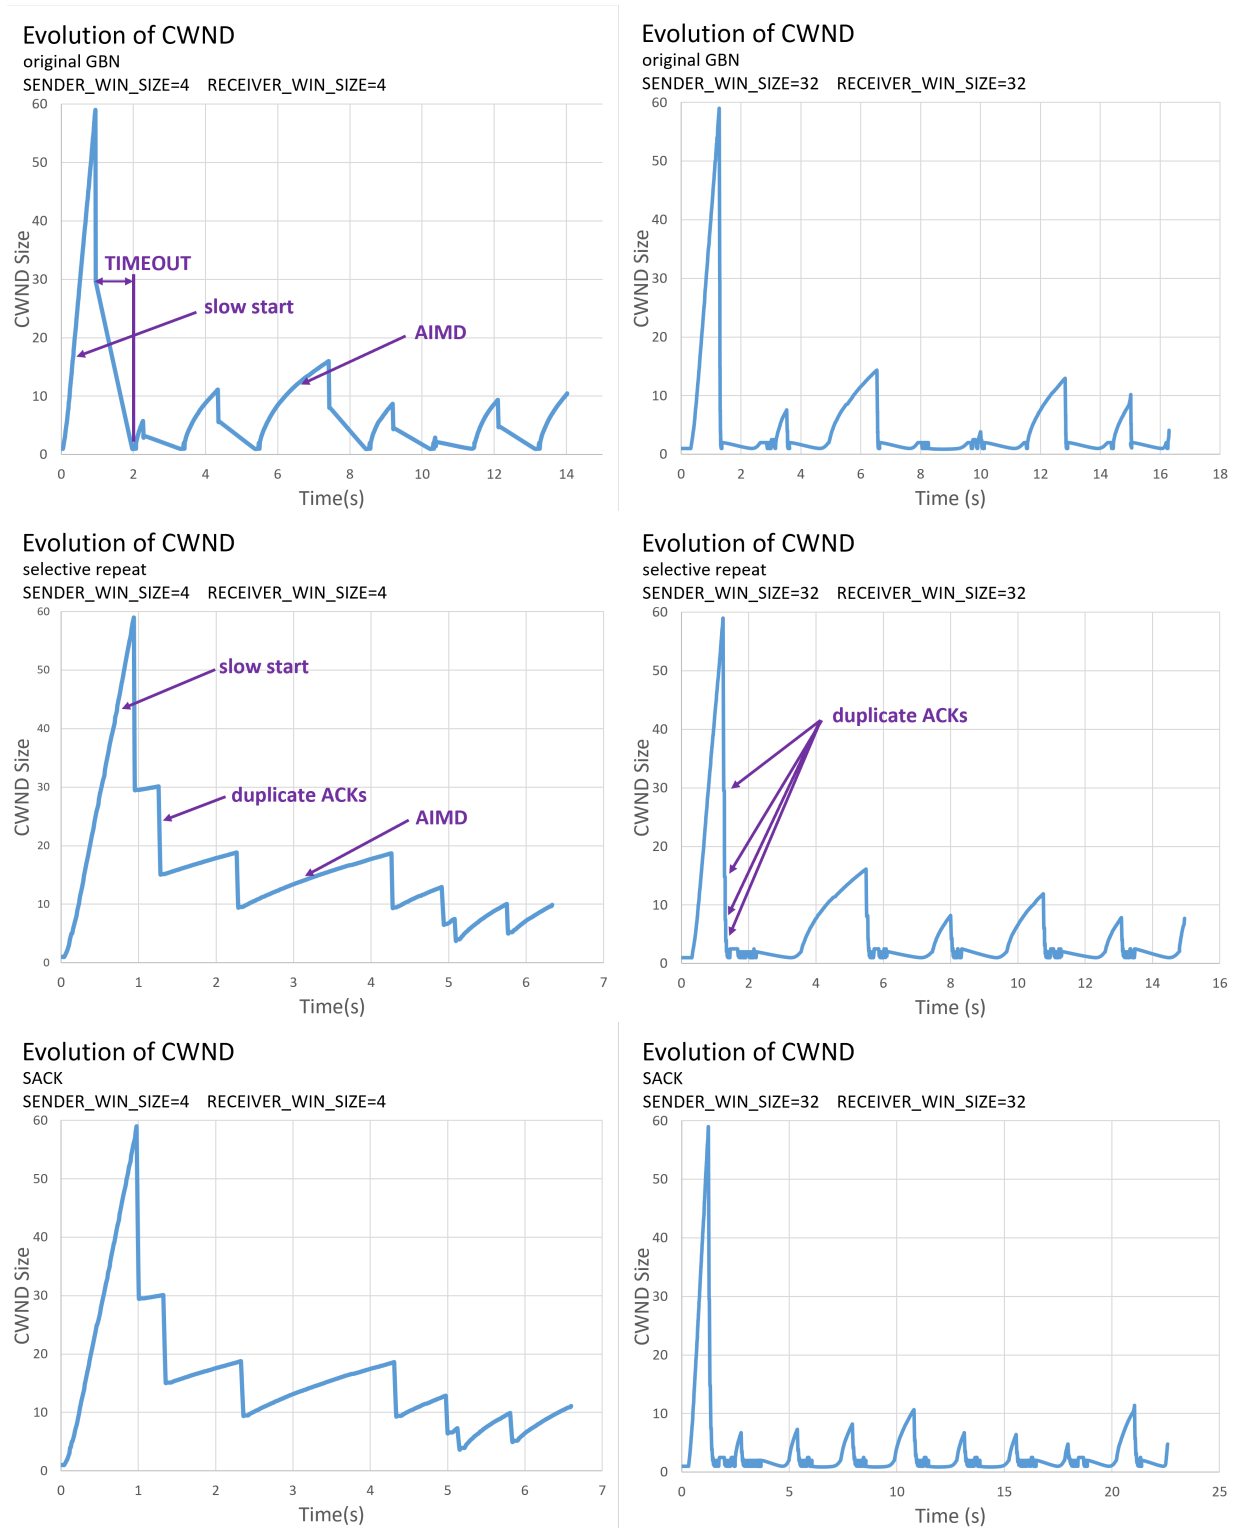 Evolution of CWND
original GBN
SENDER_WIN_SIZE=4 RECEIVER_WIN_SIZE=4
60
50
40
30
20
10
0
CWND Size
TIMEOUT
slow start
AIMD
0 2 4 6 8 10 12 14
Time(s)
Evolution of CWND
original GBN
SENDER_WIN_SIZE=32 RECEIVER_WIN_SIZE=32
60
50
40
30
20
10
0
CWND Size
0 2 4 6 8 10 12 14 16 18
Time (s)
Evolution of CWND
selective repeat
SENDER_WIN_SIZE=4 RECEIVER_WIN_SIZE=4
60
50
40
30
20
10
0
CWND Size
slow start
duplicate ACKs
AIMD
0 1 2 3 4 5 6 7
Time(s)
Evolution of CWND
selective repeat
SENDER_WIN_SIZE=32 RECEIVER_WIN_SIZE=32
60
50
40
30
20
10
0
CWND Size
duplicate ACKs
0 2 4 6 8 10 12 14 16
Time (s)
Evolution of CWND
SACK
SENDER_WIN_SIZE=4 RECEIVER_WIN_SIZE=4
60
50
40
30
20
10
0
CWND Size
0 1 2 3 4 5 6 7
Time(s)
Evolution of CWND
SACK
SENDER_WIN_SIZE=32 RECEIVER_WIN_SIZE=32
60
50
40
30
20
10
0
CWND Size
0 5 10 15 20 25
Time (s)